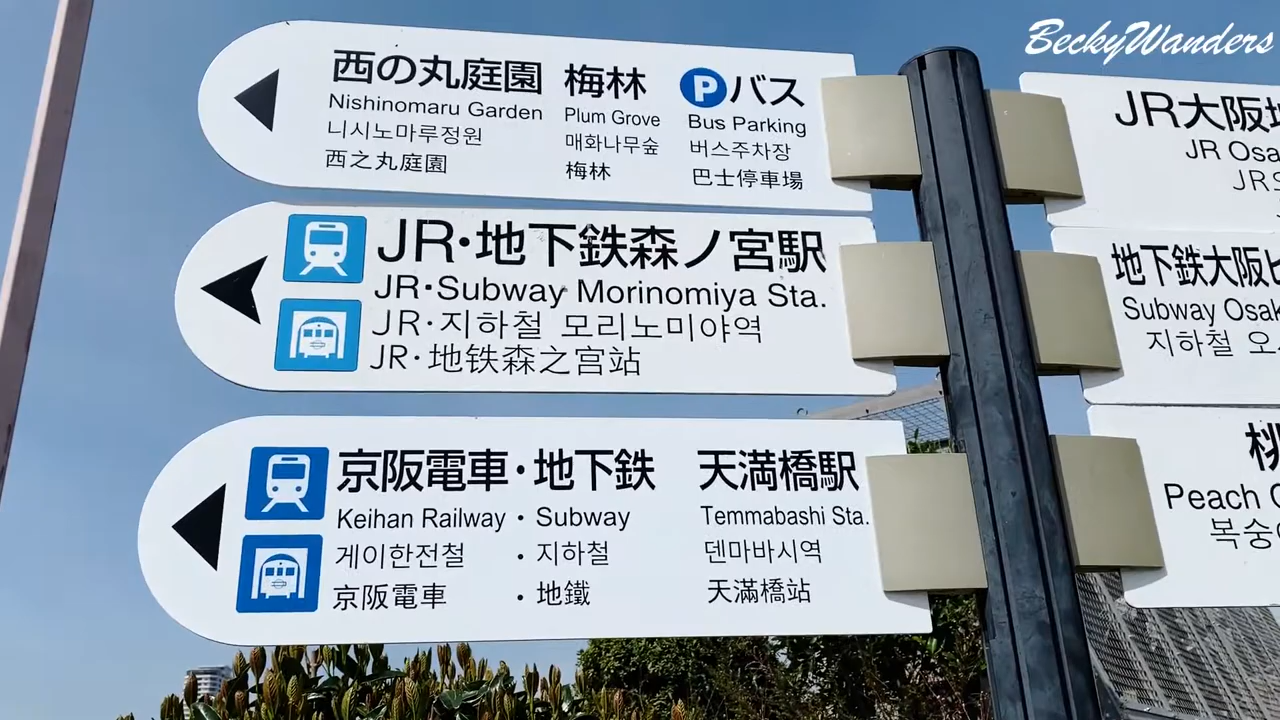 BeckyWanders
西の丸庭園 梅林 P バス
Nishinomaru Garden Plum Grove Bus Parking
니시노마루정원 매화나무숲 버스주차장
西之丸庭園 梅林 巴士停車場
JR・地下鉄森ノ宮駅
JR・Subway Morinomiya Sta.
JR・지하철 모리노미야역
JR・地铁森之宫站
京阪電車・地下鉄 天満橋駅
Keihan Railway・Subway Temmabashi Sta.
게이한전철・지하철 덴마바시역
京阪電車・地鐵 天滿橋站
JR大阪
JR Osa
JR
地下鉄大阪
Subway Osak
지하철 오
桃
Peach
복숭